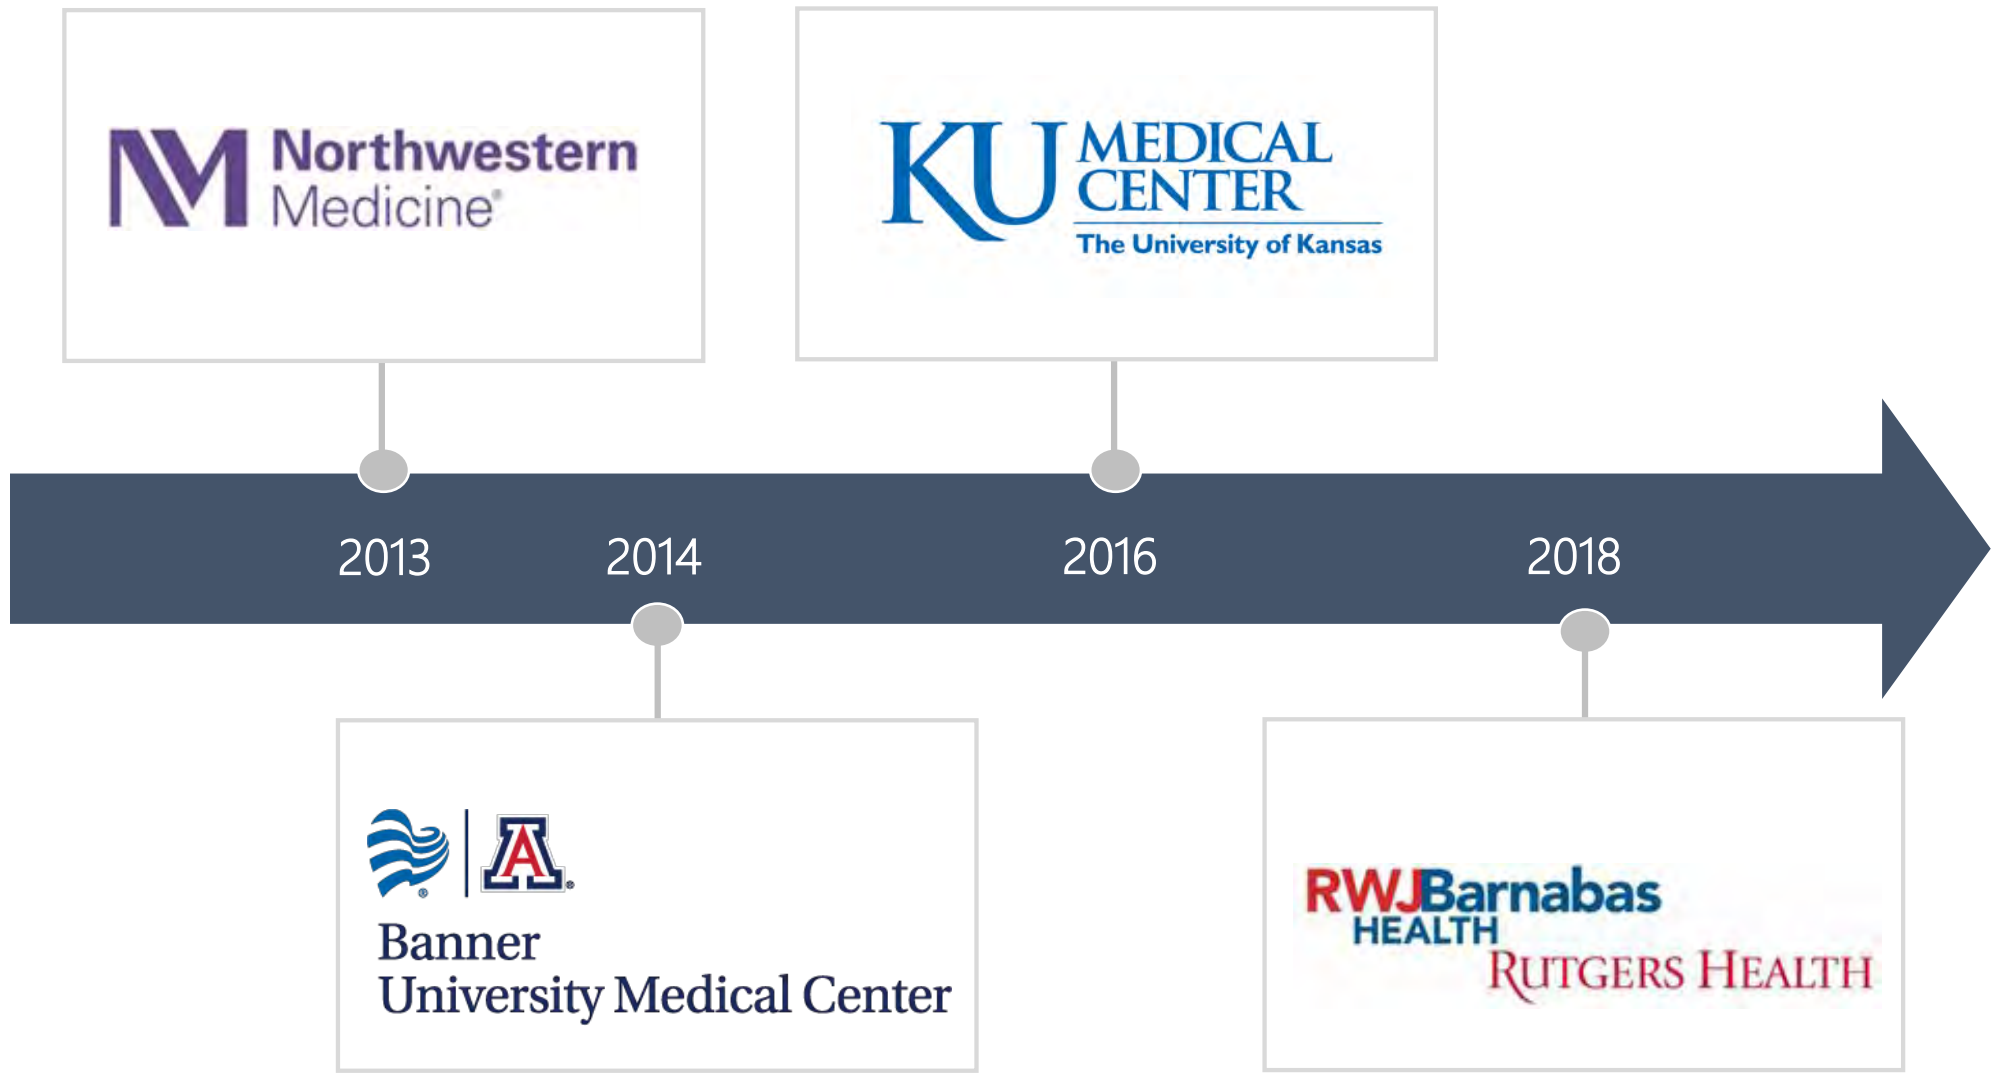 NM Northwestern
Medicine®
KU MEDICAL
CENTER
The University of Kansas
2013
2014
2016
2018
® A ®
Banner
University Medical Center
RWJBarnabas
HEALTH
RUTGERS HEALTH